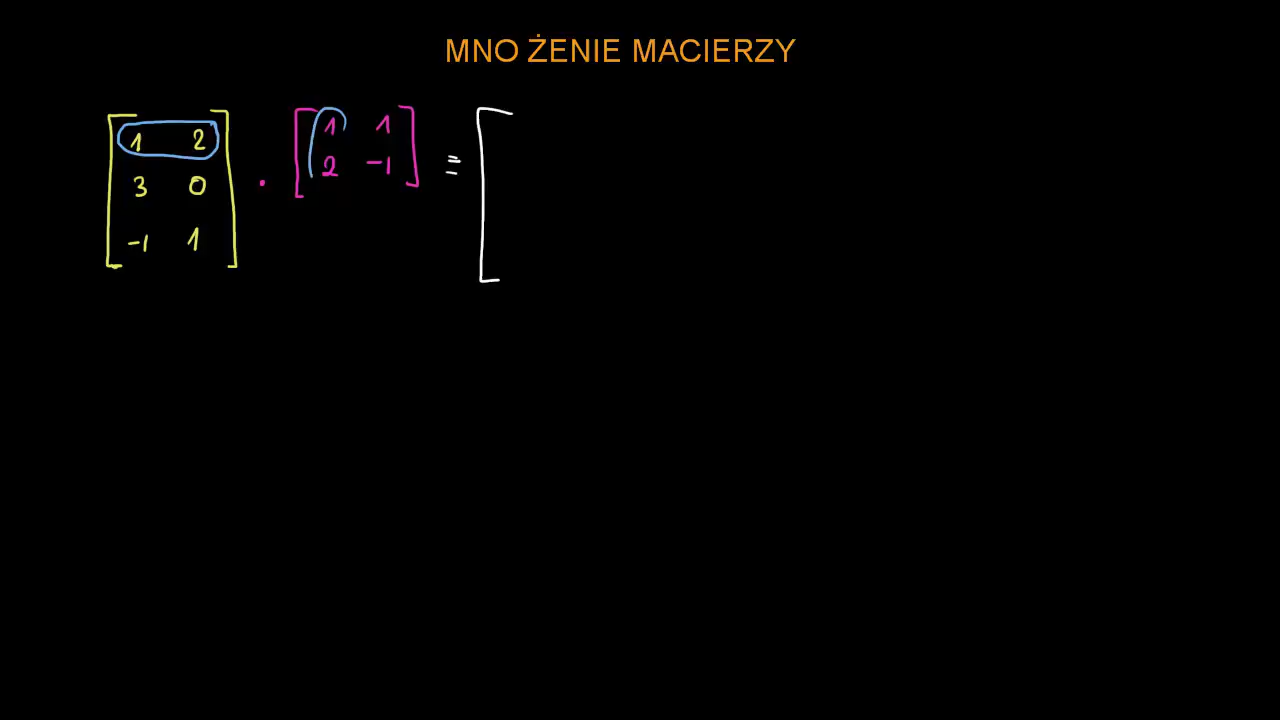 MNO ŻENIE MACIERZY
[1 2] · [1 1] = [
[3 0] [2 -1]
[-1 1]